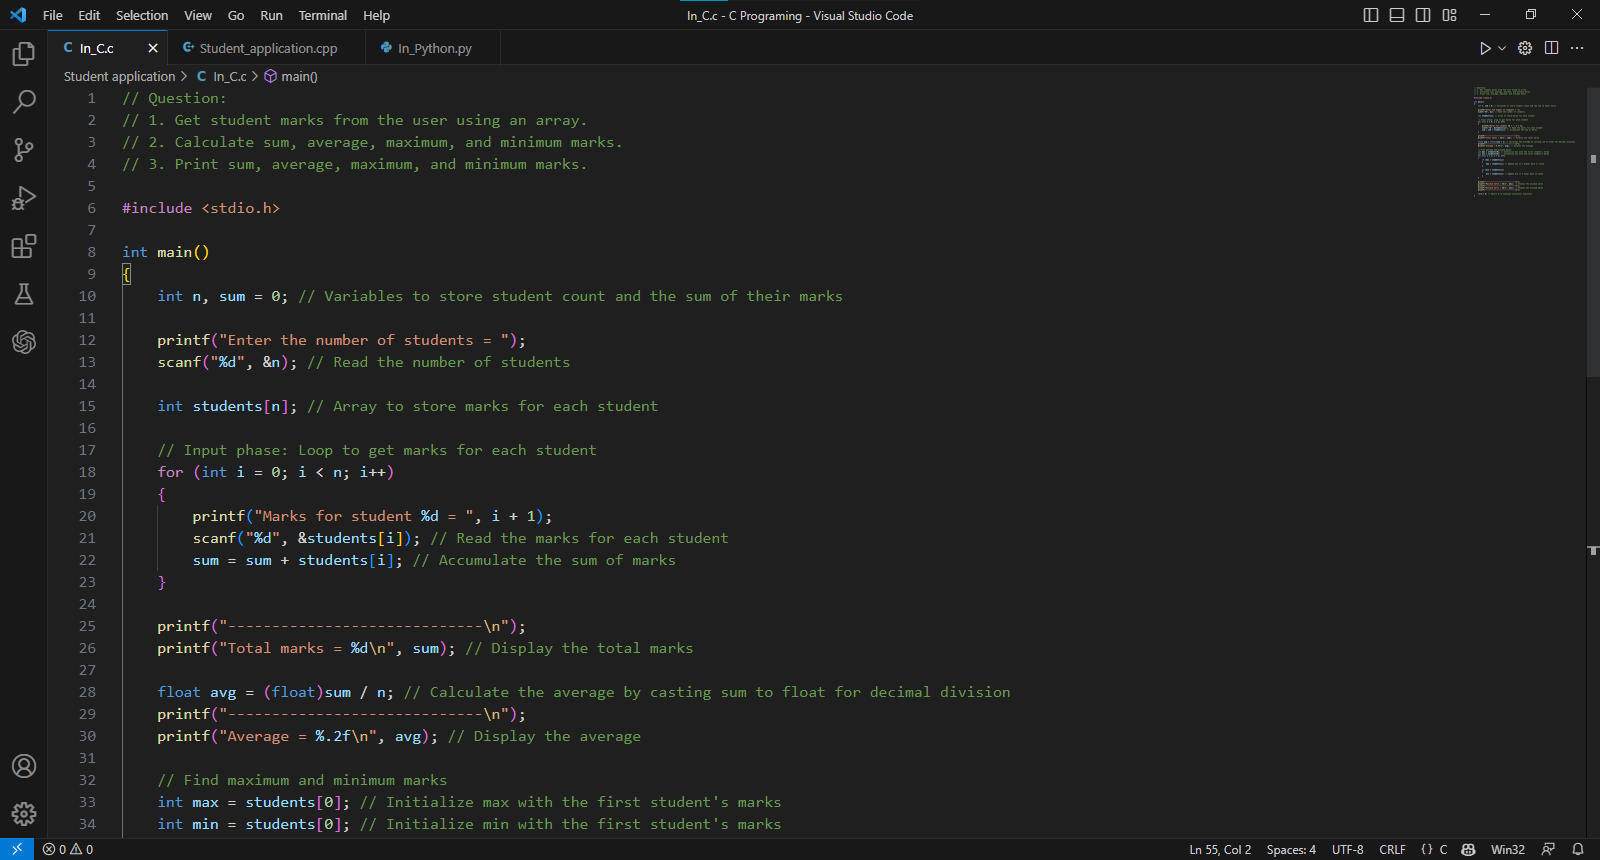 File Edit Selection View Go Run Terminal Help In_C.c - C Programing - Visual Studio Code
In_C.c Student_application.cpp In_Python.py
Student application > In_C.c > main()
1 // Question:
2 // 1. Get student marks from the user using an array.
3 // 2. Calculate sum, average, maximum, and minimum marks.
4 // 3. Print sum, average, maximum, and minimum marks.
5
6 #include <stdio.h>
7
8 int main()
9 {
10 int n, sum = 0; // Variables to store student count and the sum of their marks
11
12 printf("Enter the number of students = ");
13 scanf("%d", &n); // Read the number of students
14
15 int students[n]; // Array to store marks for each student
16
17 // Input phase: Loop to get marks for each student
18 for (int i = 0; i < n; i++)
19 {
20 printf("Marks for student %d = ", i + 1);
21 scanf("%d", &students[i]); // Read the marks for each student
22 sum = sum + students[i]; // Accumulate the sum of marks
23 }
24
25 printf("-----------------------------\n");
26 printf("Total marks = %d\n", sum); // Display the total marks
27
28 float avg = (float)sum / n; // Calculate the average by casting sum to float for decimal division
29 printf("-----------------------------\n");
30 printf("Average = %.2f\n", avg); // Display the average
31
32 // Find maximum and minimum marks
33 int max = students[0]; // Initialize max with the first student's marks
34 int min = students[0]; // Initialize min with the first student's marks
0 0 Ln 55, Col 2 Spaces: 4 UTF-8 CRLF {} C Win32